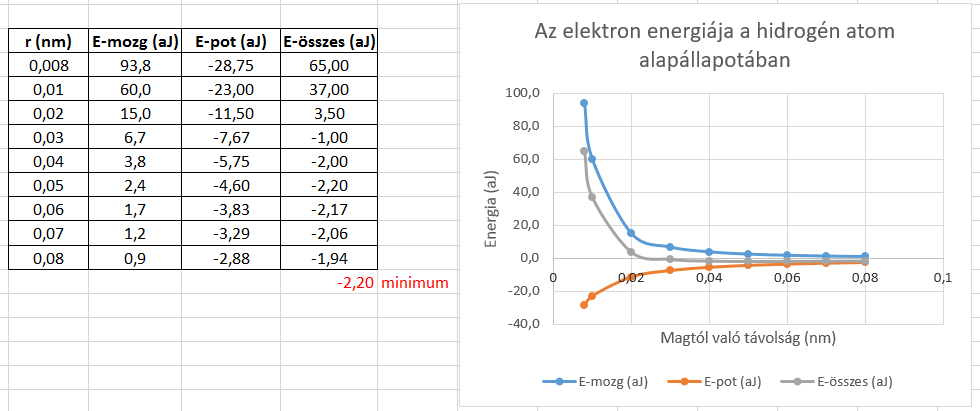 r (nm) E-mozg (aJ) E-pot (aJ) E-összes (aJ)
0,008 93,8 -28,75 65,00
0,01 60,0 -23,00 37,00
0,02 15,0 -11,50 3,50
0,03 6,7 -7,67 -1,00
0,04 3,8 -5,75 -2,00
0,05 2,4 -4,60 -2,20
0,06 1,7 -3,83 -2,17
0,07 1,2 -3,29 -2,06
0,08 0,9 -2,88 -1,94
-2,20 minimum
Az elektron energiája a hidrogén atom
alapállapotában
Energia (aJ)
100,0
80,0
60,0
40,0
20,0
0,0
-20,0
-40,0
0 0,02 0,04 0,06 0,08 0,1
Magtól való távolság (nm)
E-mozg (aJ) E-pot (aJ) E-összes (aJ)